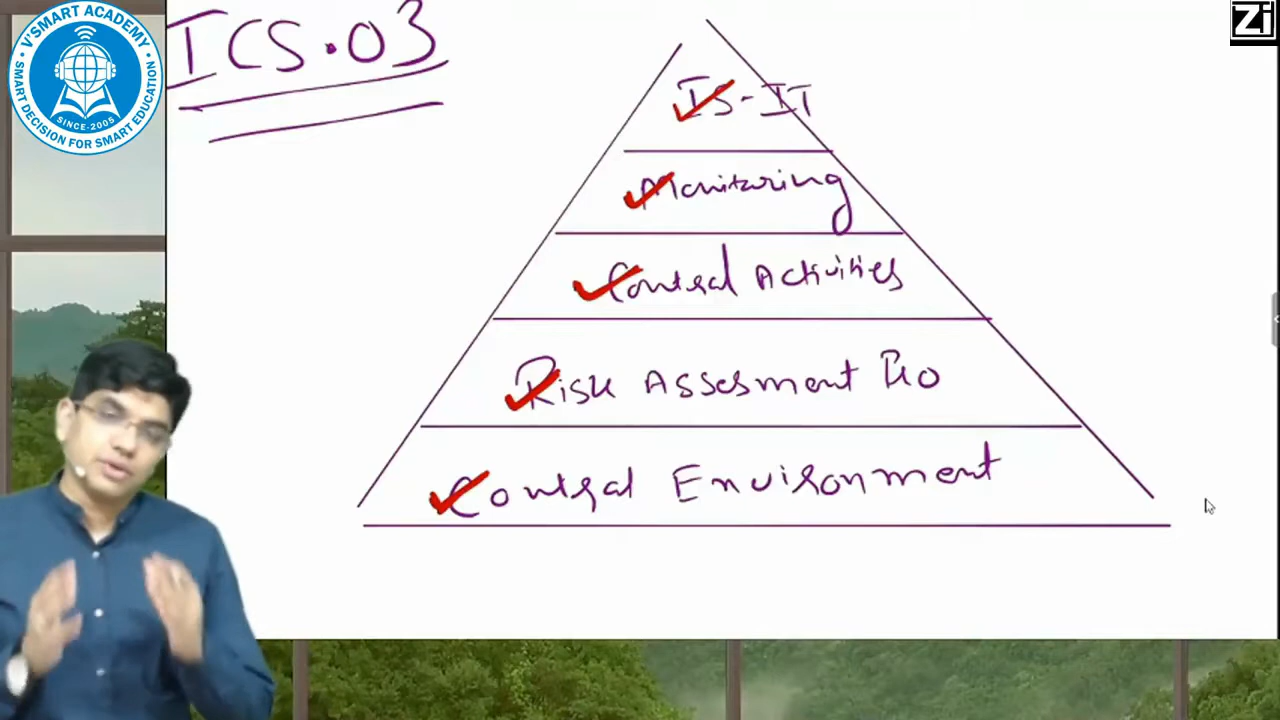 V'SMART ACADEMY
SMART DECISION FOR SMART EDUCATION
SINCE-2005
ICS.03
Zi
IS-IT
Monitoring
Control Activities
Risk Assesment Pro
Control Environment